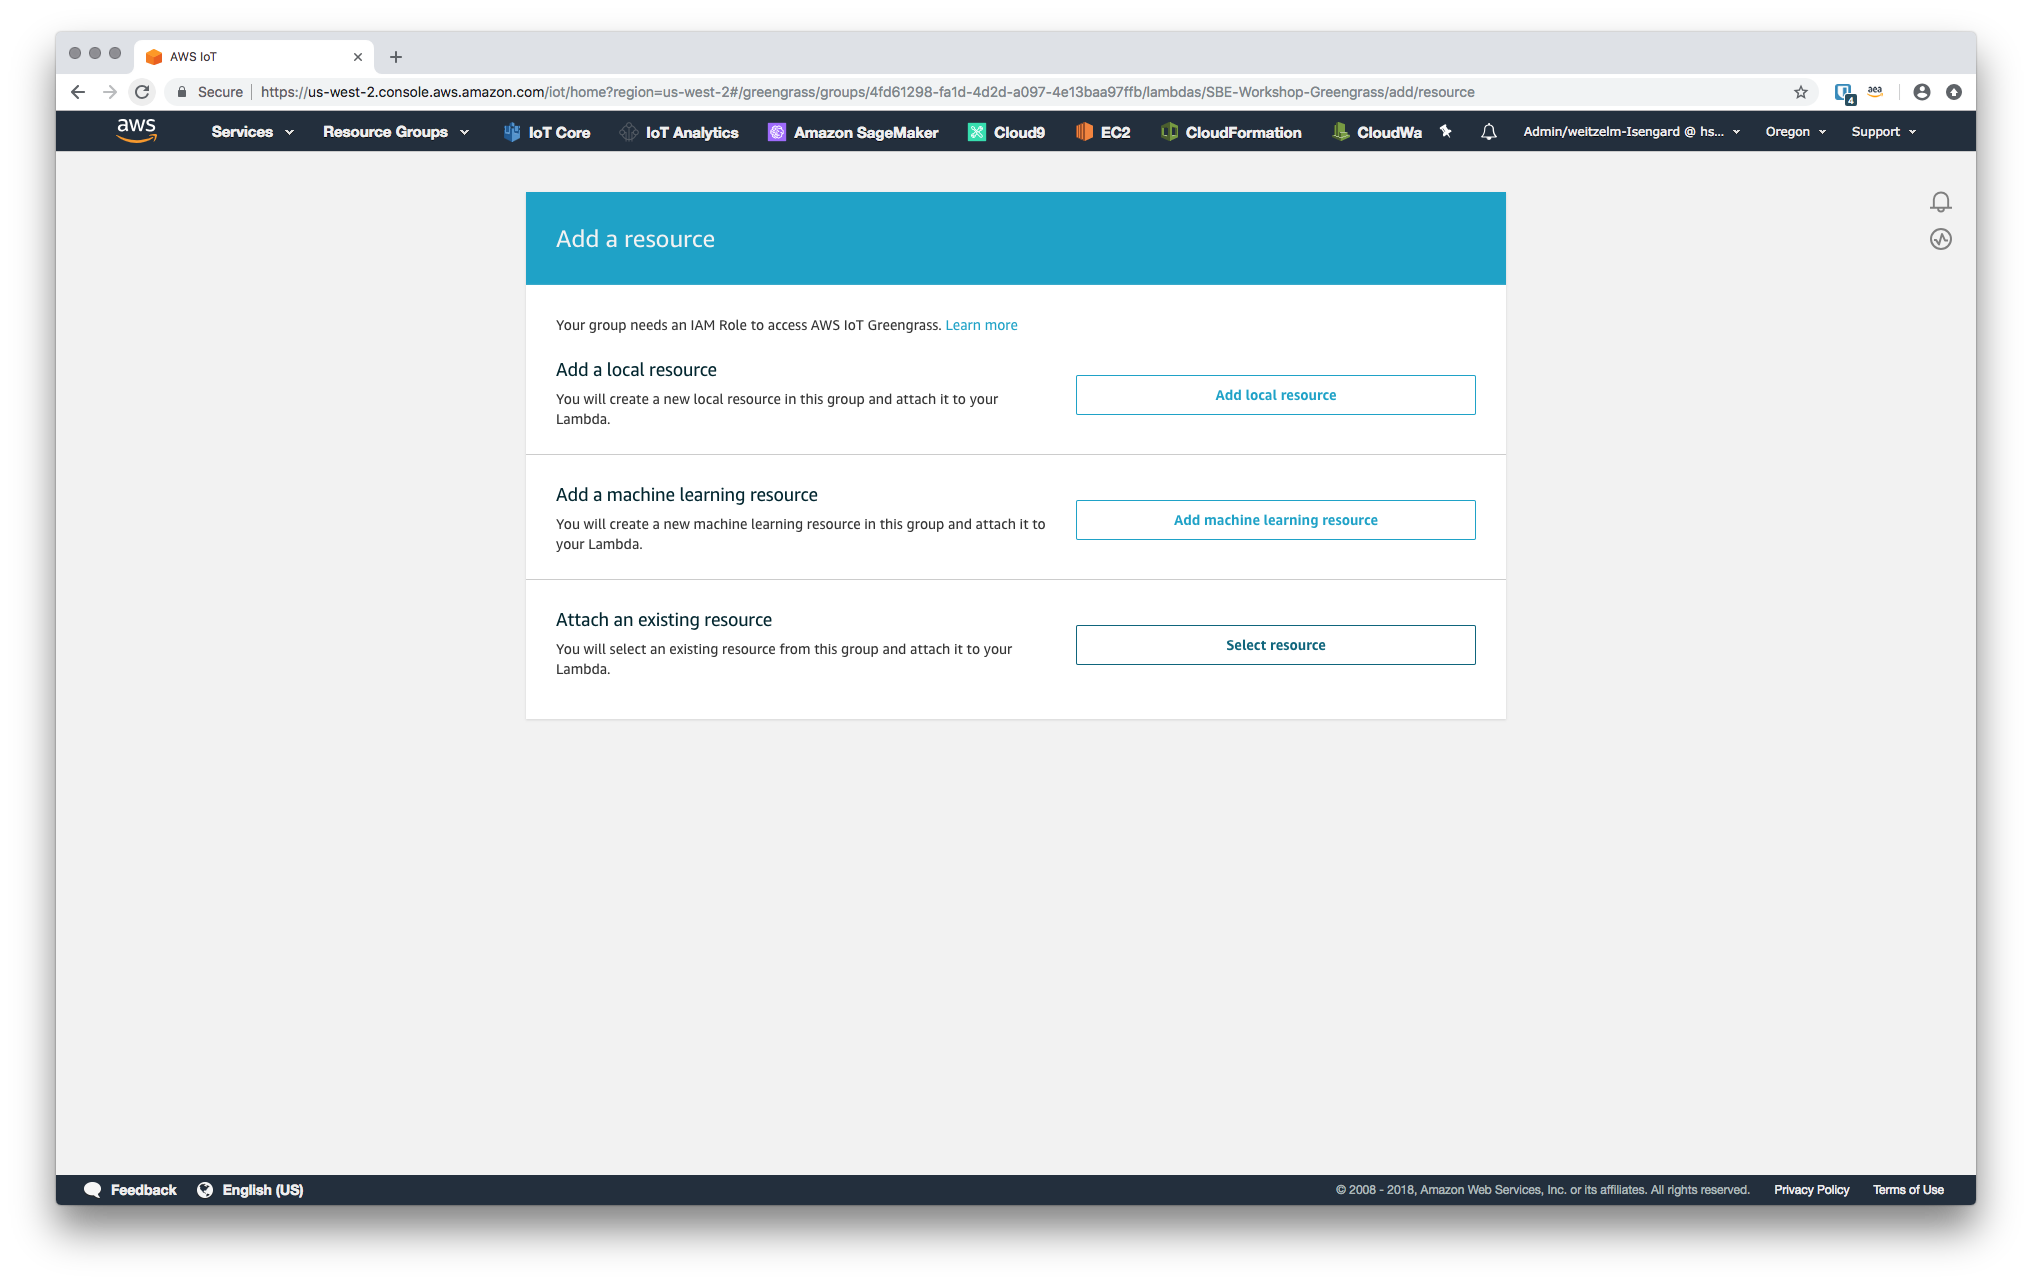 AWS IoT
Secure
https://us-west-2.console.aws.amazon.com/iot/home?region=us-west-2#/greengrass/groups/4fd61298-fa1d-4d2d-a097-4e13baa97ffb/lambdas/SBE-Workshop-Greengrass/add/resource
4
aea
aws
Services
Resource Groups
IoT Core
IoT Analytics
Amazon SageMaker
Cloud9
EC2
CloudFormation
CloudWa
Admin/weitzelm-Isengard @ hs...
Oregon
Support
Add a resource
Your group needs an IAM Role to access AWS IoT Greengrass. Learn more
Add a local resource
You will create a new local resource in this group and attach it to your
Lambda.
Add local resource
Add a machine learning resource
You will create a new machine learning resource in this group and attach it to
your Lambda.
Add machine learning resource
Attach an existing resource
You will select an existing resource from this group and attach it to your
Lambda.
Select resource
Feedback
English (US)
© 2008 - 2018, Amazon Web Services, Inc. or its affiliates. All rights reserved.
Privacy Policy
Terms of Use